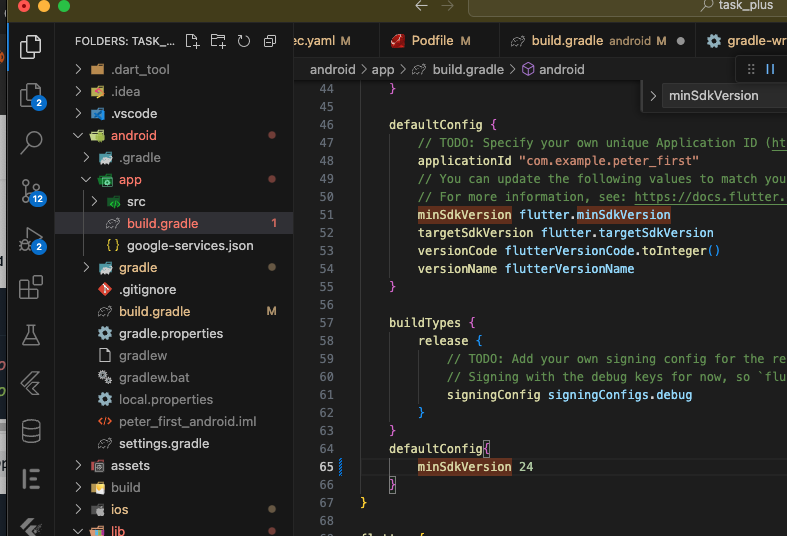 task_plus
FOLDERS: TASK_...
.dart_tool
.idea
.vscode
android
.gradle
app
src
build.gradle 1
google-services.json
gradle
.gitignore
build.gradle M
gradle.properties
gradlew
gradlew.bat
local.properties
peter_first_android.iml
settings.gradle
assets
build
ios
lib
2
12
2
ec.yaml M
Podfile M
build.gradle android M
gradle-wr
android > app > build.gradle > android
minSdkVersion
44 }
45
46 defaultConfig {
47 // TODO: Specify your own unique Application ID (ht
48 applicationId "com.example.peter_first"
49 // You can update the following values to match you
50 // For more information, see: https://docs.flutter.
51 minSdkVersion flutter.minSdkVersion
52 targetSdkVersion flutter.targetSdkVersion
53 versionCode flutterVersionCode.toInteger()
54 versionName flutterVersionName
55 }
56
57 buildTypes {
58 release {
59 // TODO: Add your own signing config for the re
60 // Signing with the debug keys for now, so `flu
61 signingConfig signingConfigs.debug
62 }
63 }
64 defaultConfig{
65 minSdkVersion 24
66 }
67 }
68